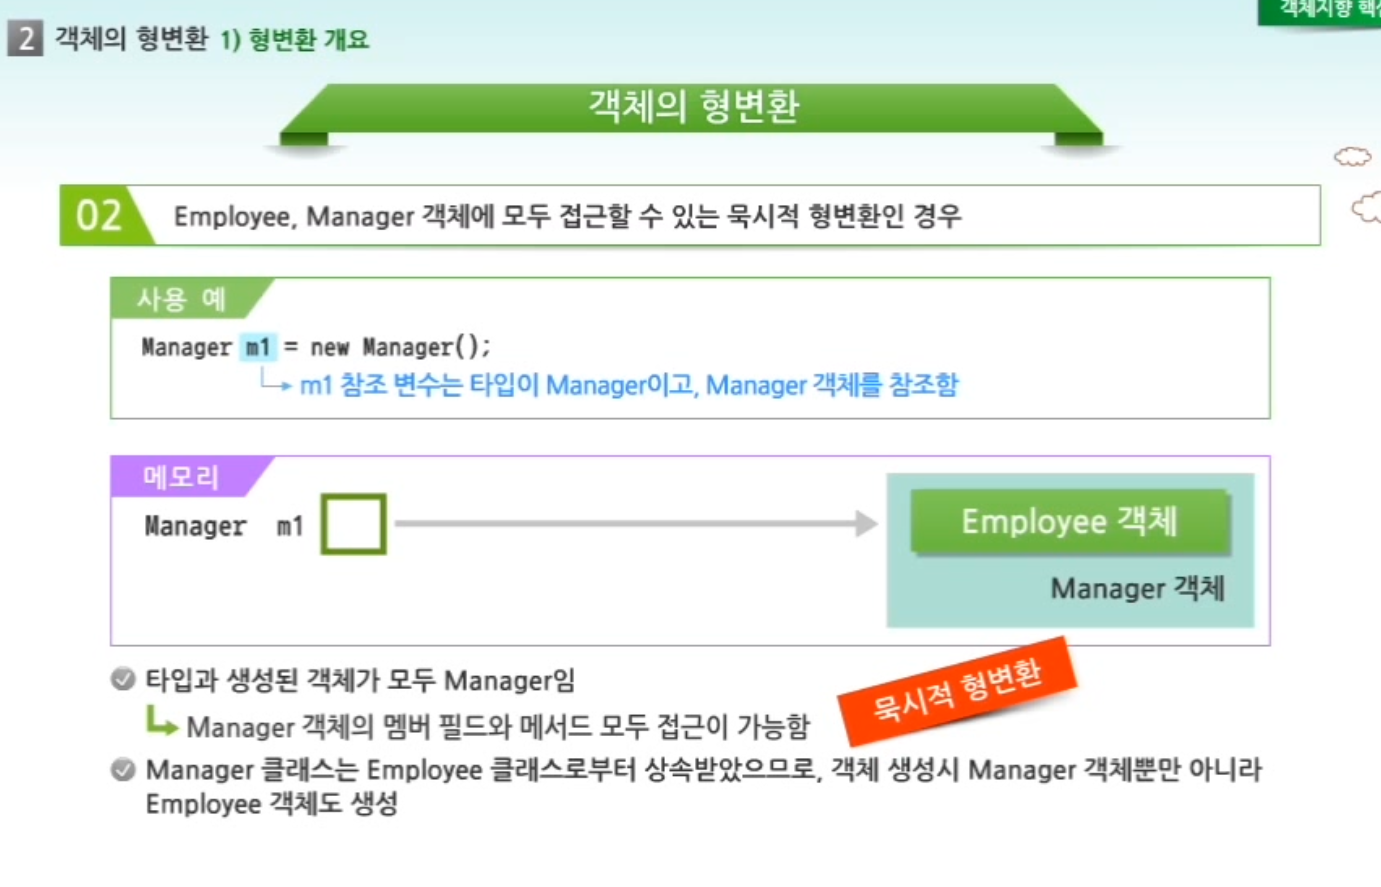 객체지향 핵심
2 객체의 형변환 1) 형변환 개요
객체의 형변환
02 Employee, Manager 객체에 모두 접근할 수 있는 묵시적 형변환인 경우
사용 예
Manager m1 = new Manager();
m1 참조 변수는 타입이 Manager이고, Manager 객체를 참조함
메모리
Manager m1
Employee 객체
Manager 객체
타입과 생성된 객체가 모두 Manager임
Manager 객체의 멤버 필드와 메서드 모두 접근이 가능함
묵시적 형변환
Manager 클래스는 Employee 클래스로부터 상속받았으므로, 객체 생성시 Manager 객체뿐만 아니라
Employee 객체도 생성